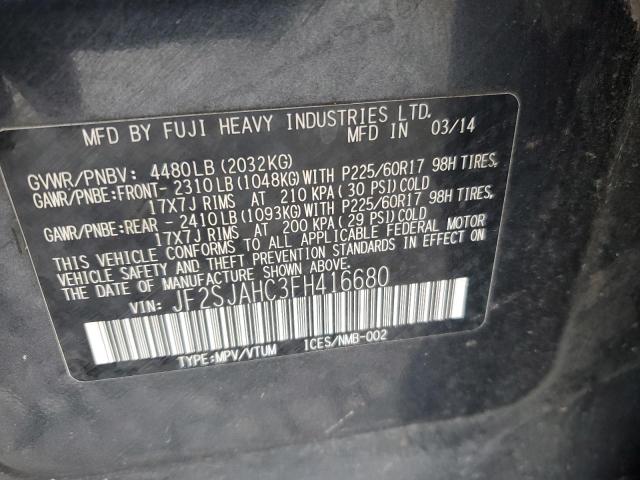 MFD BY FUJI HEAVY INDUSTRIES LTD.
MFD IN 03/14
GVWR/PNBV: 4480LB (2032KG)
GAWR/PNBE:FRONT- 2310LB (1048KG)WITH P225/60R17 98H TIRES,
17X7J RIMS AT 210 KPA (30 PSI) COLD
GAWR/PNBE:REAR - 2410LB (1093KG)WITH P225/60R17 98H TIRES,
17X7J RIMS AT 200 KPA (29 PSI) COLD
THIS VEHICLE CONFORMS TO ALL APPLICABLE FEDERAL MOTOR
VEHICLE SAFETY AND THEFT PREVENTION STANDARDS IN EFFECT ON
THE DATE OF MANUFACTURE SHOWN ABOVE.
VIN: JF2SJAHC3FH416680
TYPE:MPV/VTUM ICES/NMB-002